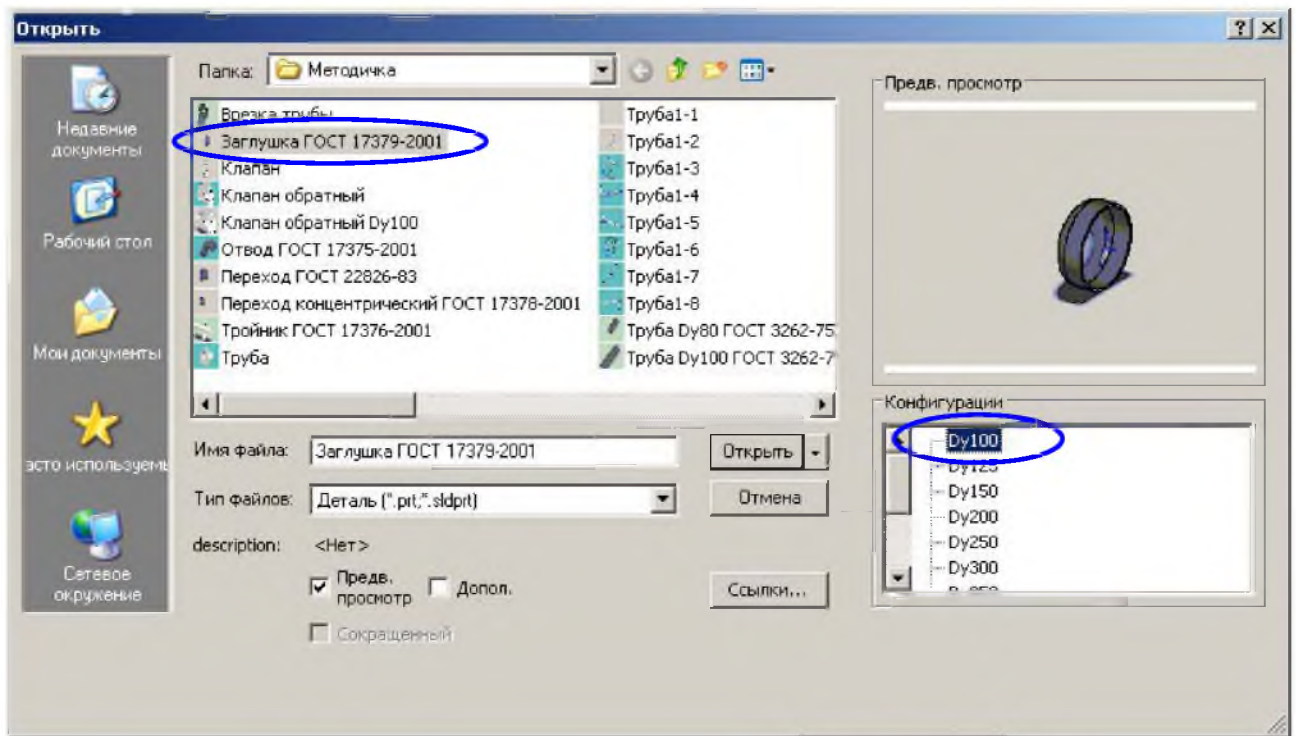 Открыть
Папка: Методичка
Недавние документы
Рабочий стол
Мои документы
асто используемь
Сетевое окружение
Врезка трубы
Заглушка ГОСТ 17379-2001
Клапан
Клапан обратный
Клапан обратный Dy100
Отвод ГОСТ 17375-2001
Переход ГОСТ 22826-83
Переход концентрический ГОСТ 17378-2001
Тройник ГОСТ 17376-2001
Труба
Труба1-1
Труба1-2
Труба1-3
Труба1-4
Труба1-5
Труба1-6
Труба1-7
Труба1-8
Труба Dy80 ГОСТ 3262-75
Труба Dy100 ГОСТ 3262-7
Имя файла: Заглушка ГОСТ 17379-2001
Открыть
Тип файлов: Деталь (*.prt;*.sldprt)
Отмена
description: <Нет>
Предв. просмотр
Допол.
Ссылки...
Сокращенный
Предв. просмотр
Конфигурации
Dy100
Dy125
Dy150
Dy200
Dy250
Dy300